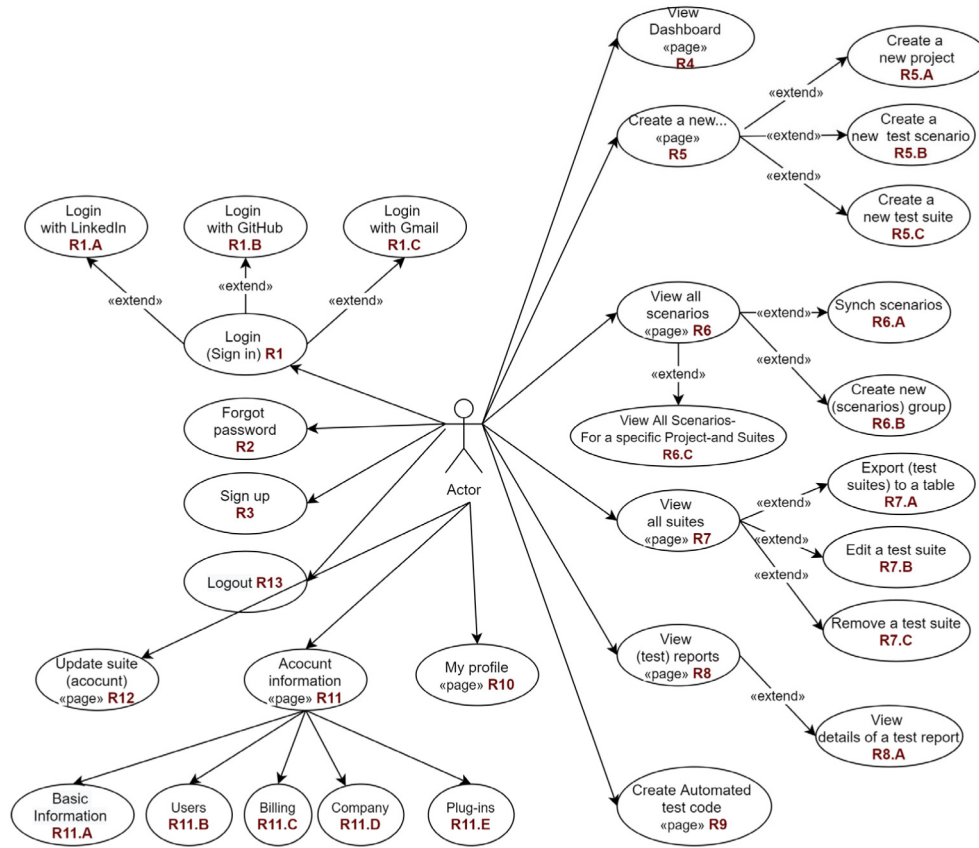 View
Dashboard
«page»
R4
Create a new...
«page»
R5
«extend»
Create a
new project
R5.A
«extend»
Create a
new test scenario
R5.B
«extend»
Create a
new test suite
R5.C
Login
with LinkedIn
R1.A
Login
with GitHub
R1.B
Login
with Gmail
R1.C
«extend»
«extend»
«extend»
Login
(Sign in) R1
View all
scenarios
«page» R6
«extend»
Synch scenarios
R6.A
«extend»
«extend»
Create new
(scenarios) group
R6.B
View All Scenarios-
For a specific Project-and Suites
R6.C
Forgot
password
R2
Sign up
R3
Actor
Logout R13
View
all suites
«page» R7
«extend»
Export (test
suites) to a table
R7.A
«extend»
Edit a test suite
R7.B
«extend»
Remove a test suite
R7.C
Update suite
(acocunt)
«page» R12
Acocunt
information
«page» R11
My profile
«page» R10
View
(test) reports
«page» R8
«extend»
View
details of a test report
R8.A
Basic
Information
R11.A
Users
R11.B
Billing
R11.C
Company
R11.D
Plug-ins
R11.E
Create Automated
test code
«page» R9